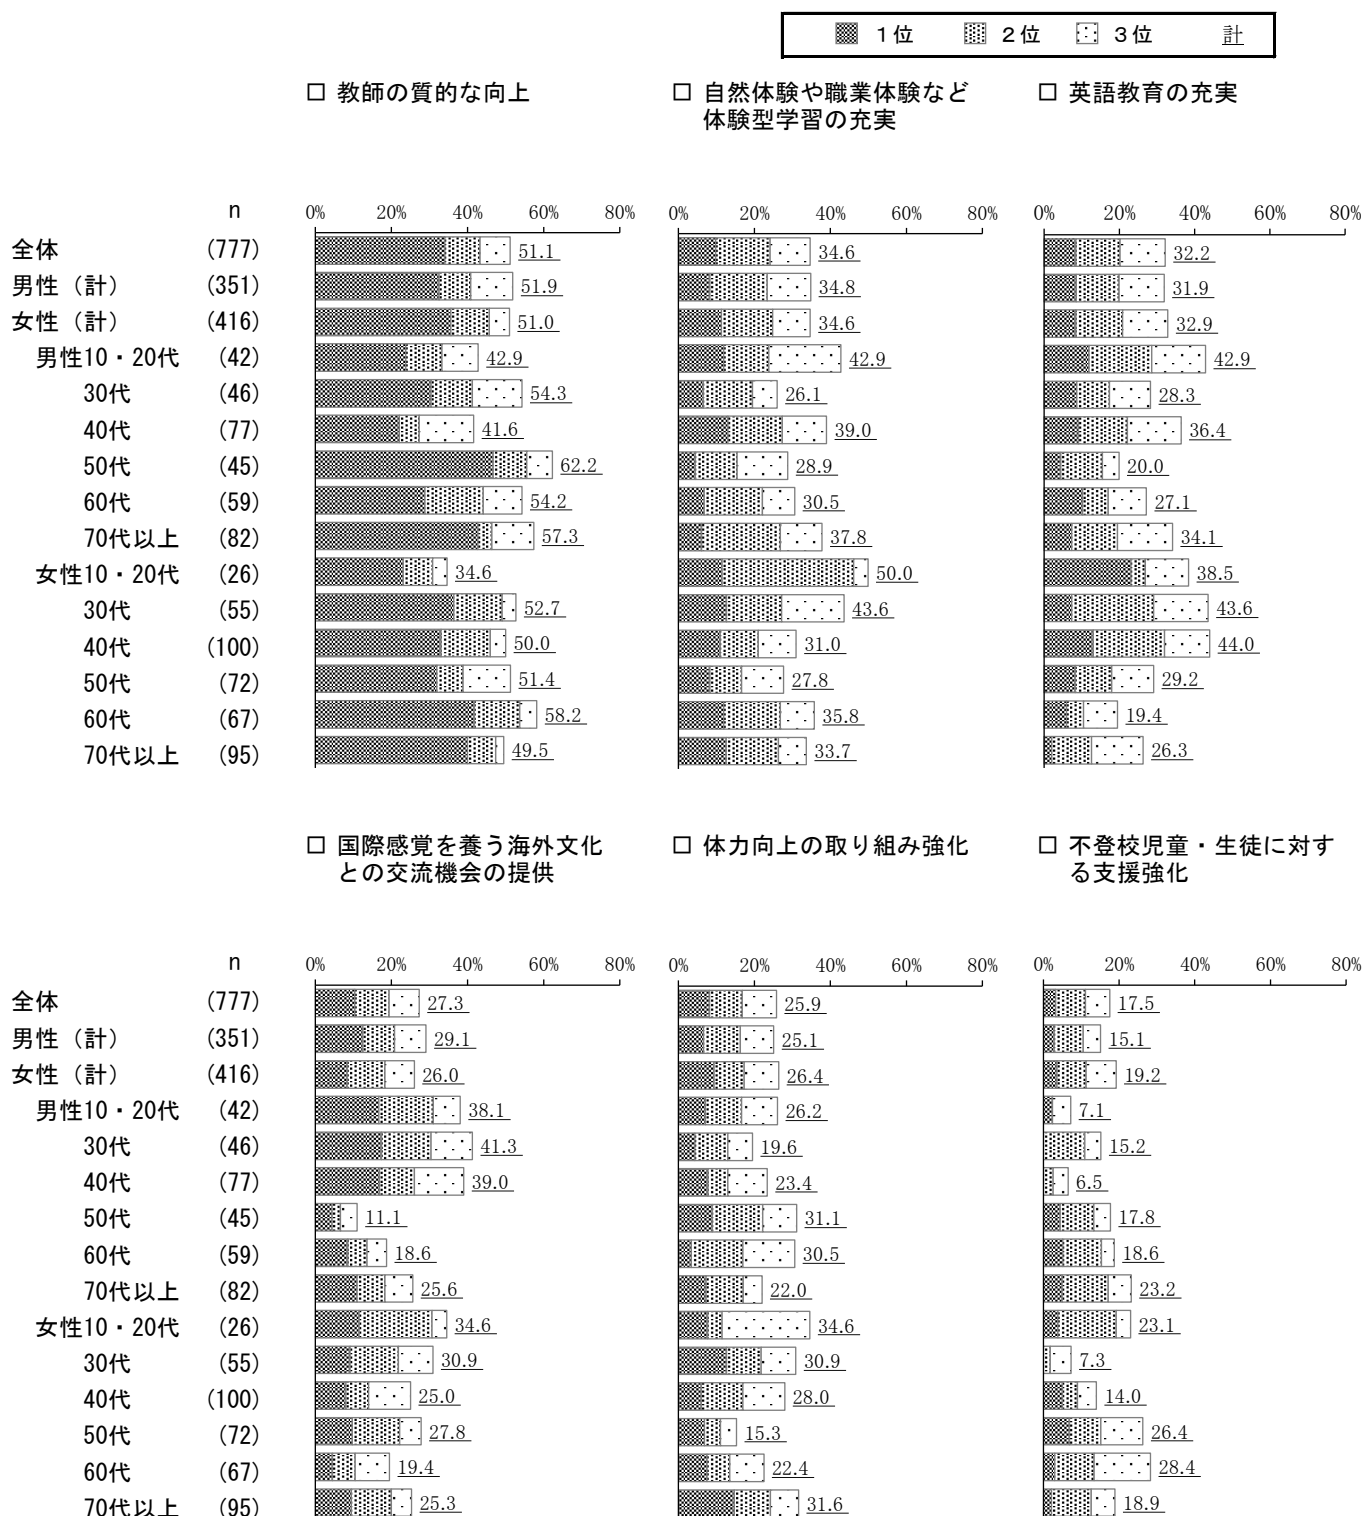 1位 2位 3位 計
□ 教師の質的な向上
□ 自然体験や職業体験など
体験型学習の充実
□ 英語教育の充実
n 0% 20% 40% 60% 80% 0% 20% 40% 60% 80% 0% 20% 40% 60% 80%
全体 (777) 51.1 34.6 32.2
男性（計） (351) 51.9 34.8 31.9
女性（計） (416) 51.0 34.6 32.9
男性10・20代 (42) 42.9 42.9 42.9
30代 (46) 54.3 26.1 28.3
40代 (77) 41.6 39.0 36.4
50代 (45) 62.2 28.9 20.0
60代 (59) 54.2 30.5 27.1
70代以上 (82) 57.3 37.8 34.1
女性10・20代 (26) 34.6 50.0 38.5
30代 (55) 52.7 43.6 43.6
40代 (100) 50.0 31.0 44.0
50代 (72) 51.4 27.8 29.2
60代 (67) 58.2 35.8 19.4
70代以上 (95) 49.5 33.7 26.3
□ 国際感覚を養う海外文化
との交流機会の提供
□ 体力向上の取り組み強化
□ 不登校児童・生徒に対す
る支援強化
n 0% 20% 40% 60% 80% 0% 20% 40% 60% 80% 0% 20% 40% 60% 80%
全体 (777) 27.3 25.9 17.5
男性（計） (351) 29.1 25.1 15.1
女性（計） (416) 26.0 26.4 19.2
男性10・20代 (42) 38.1 26.2 7.1
30代 (46) 41.3 19.6 15.2
40代 (77) 39.0 23.4 6.5
50代 (45) 11.1 31.1 17.8
60代 (59) 18.6 30.5 18.6
70代以上 (82) 25.6 22.0 23.2
女性10・20代 (26) 34.6 34.6 23.1
30代 (55) 30.9 30.9 7.3
40代 (100) 25.0 28.0 14.0
50代 (72) 27.8 15.3 26.4
60代 (67) 19.4 22.4 28.4
70代以上 (95) 25.3 31.6 18.9